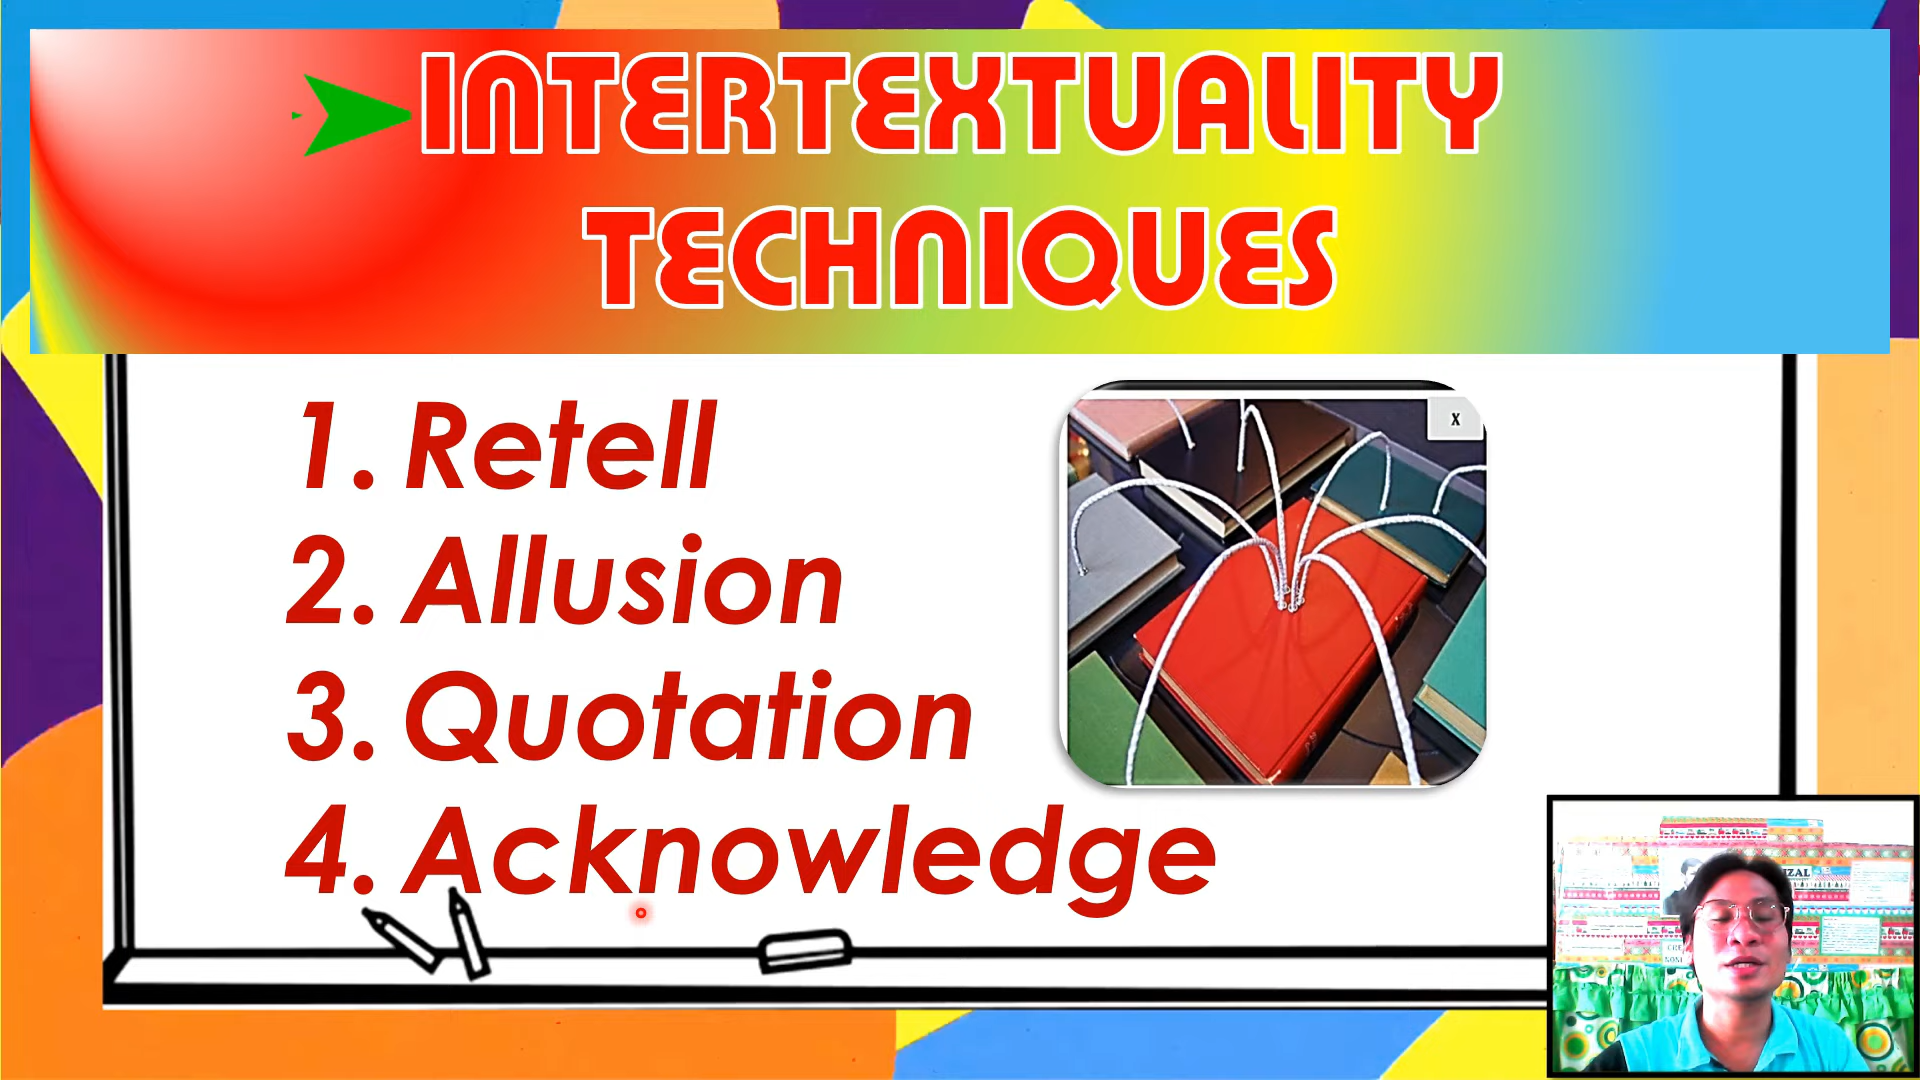 INTERTEXTUALITY
TECHNIQUES
1. Retell
2. Allusion
3. Quotation
4. Acknowledge
X